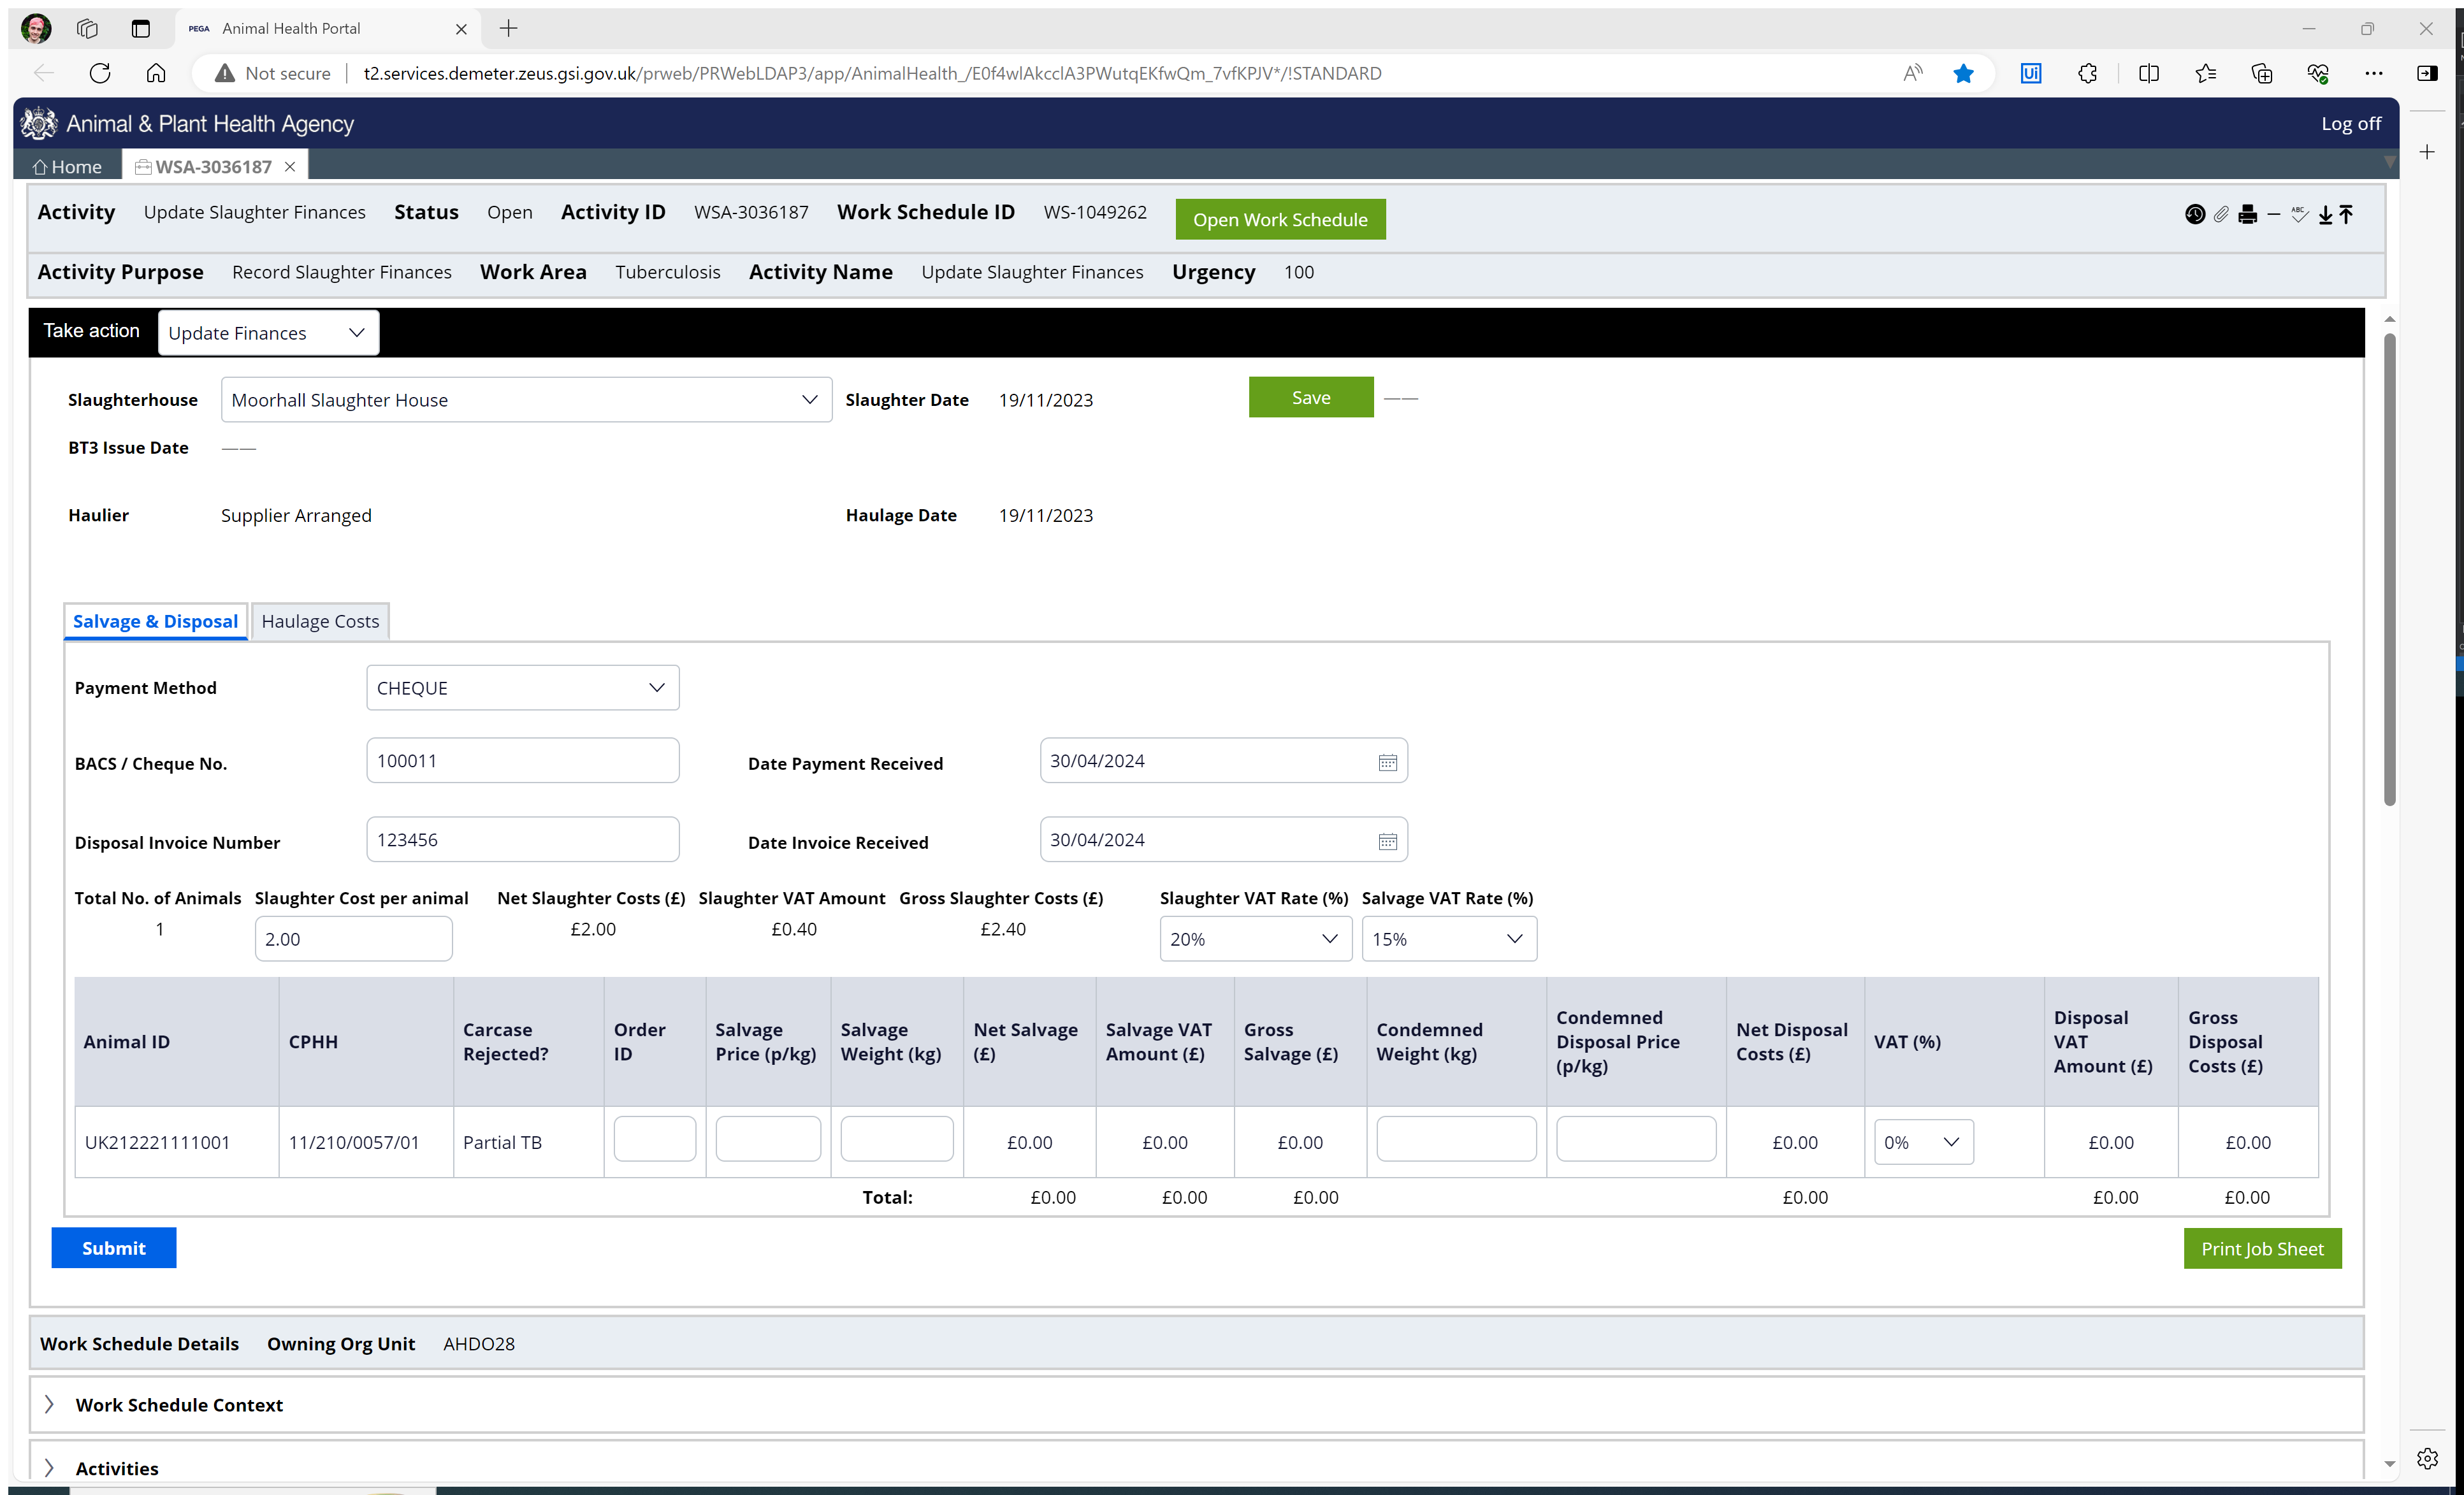 PEGA Animal Health Portal
Not secure t2.services.demeter.zeus.gsi.gov.uk/prweb/PRWebLDAP3/app/AnimalHealth_/E0f4wlAkcclA3PWutqEKfwQm_7vfKPJV*/!STANDARD
Animal & Plant Health Agency Log off
Home WSA-3036187
Activity Update Slaughter Finances Status Open Activity ID WSA-3036187 Work Schedule ID WS-1049262 Open Work Schedule ABC
Activity Purpose Record Slaughter Finances Work Area Tuberculosis Activity Name Update Slaughter Finances Urgency 100
Take action Update Finances
Slaughterhouse Moorhall Slaughter House Slaughter Date 19/11/2023 Save ——
BT3 Issue Date ——
Haulier Supplier Arranged Haulage Date 19/11/2023
Salvage & Disposal Haulage Costs
Payment Method CHEQUE
BACS / Cheque No. 100011 Date Payment Received 30/04/2024
Disposal Invoice Number 123456 Date Invoice Received 30/04/2024
Total No. of Animals Slaughter Cost per animal Net Slaughter Costs (£) Slaughter VAT Amount Gross Slaughter Costs (£) Slaughter VAT Rate (%) Salvage VAT Rate (%)
1 2.00 £2.00 £0.40 £2.40 20% 15%
Animal ID CPHH Carcase Rejected? Order ID Salvage Price (p/kg) Salvage Weight (kg) Net Salvage (£) Salvage VAT Amount (£) Gross Salvage (£) Condemned Weight (kg) Condemned Disposal Price (p/kg) Net Disposal Costs (£) VAT (%) Disposal VAT Amount (£) Gross Disposal Costs (£)
UK212221111001 11/210/0057/01 Partial TB £0.00 £0.00 £0.00 £0.00 0% £0.00 £0.00
Total: £0.00 £0.00 £0.00 £0.00 £0.00 £0.00
Submit Print Job Sheet
Work Schedule Details Owning Org Unit AHDO28
Work Schedule Context
Activities